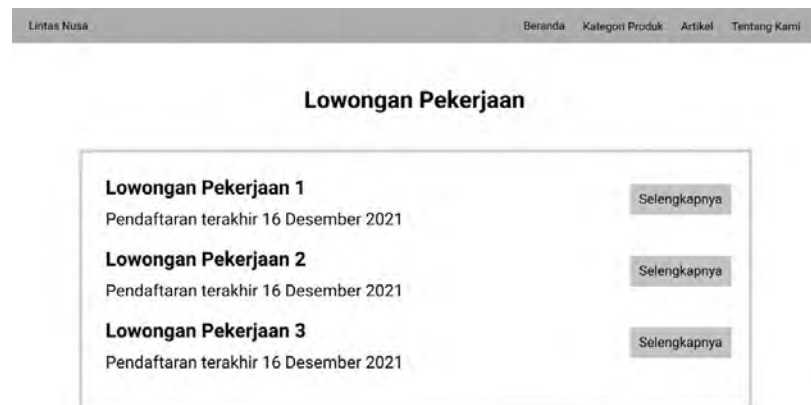 Lintas Nusa Beranda Kategori Produk Artikel Tentang Kami
Lowongan Pekerjaan
Lowongan Pekerjaan 1
Selengkapnya
Pendaftaran terakhir 16 Desember 2021
Lowongan Pekerjaan 2
Selengkapnya
Pendaftaran terakhir 16 Desember 2021
Lowongan Pekerjaan 3
Selengkapnya
Pendaftaran terakhir 16 Desember 2021